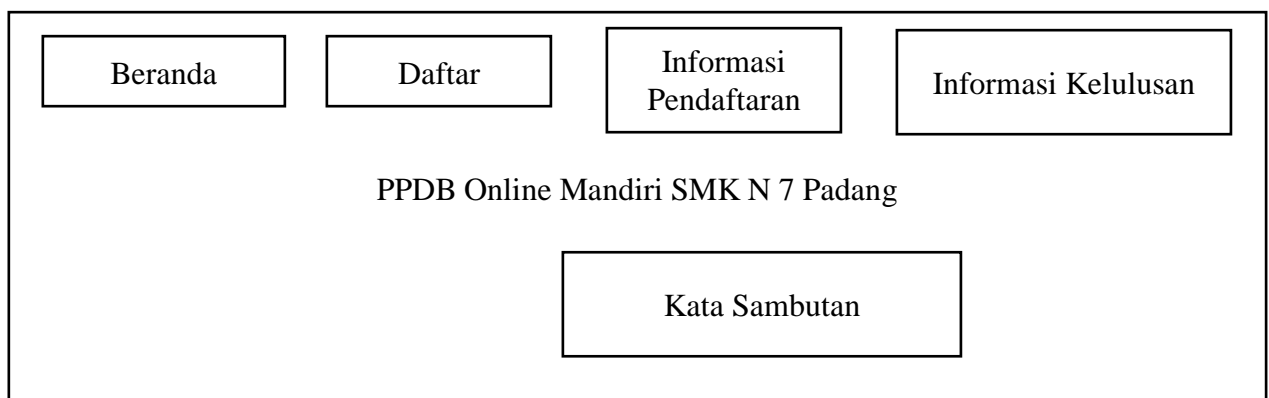 Beranda
Daftar
Informasi
Pendaftaran
Informasi Kelulusan
PPDB Online Mandiri SMK N 7 Padang
Kata Sambutan